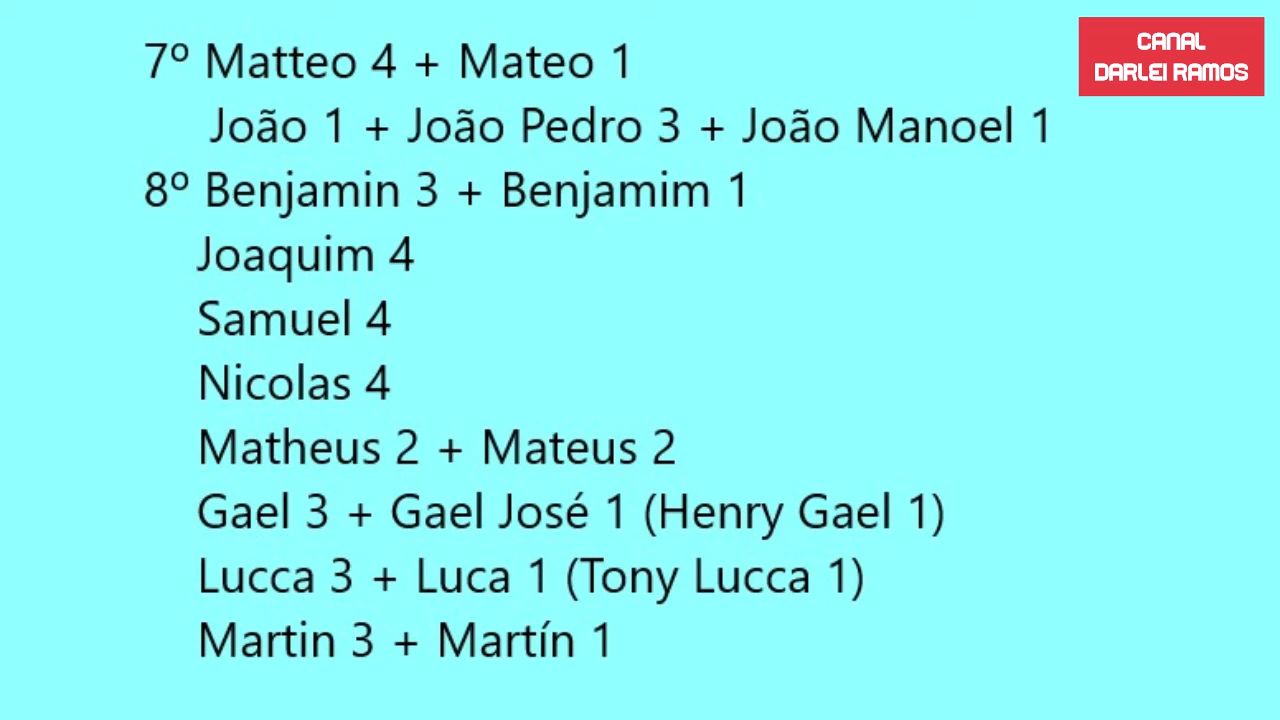 7º Matteo 4 + Mateo 1
João 1 + João Pedro 3 + João Manoel 1
8º Benjamin 3 + Benjamim 1
Joaquim 4
Samuel 4
Nicolas 4
Matheus 2 + Mateus 2
Gael 3 + Gael José 1 (Henry Gael 1)
Lucca 3 + Luca 1 (Tony Lucca 1)
Martin 3 + Martín 1
CANAL
DARLEI RAMOS